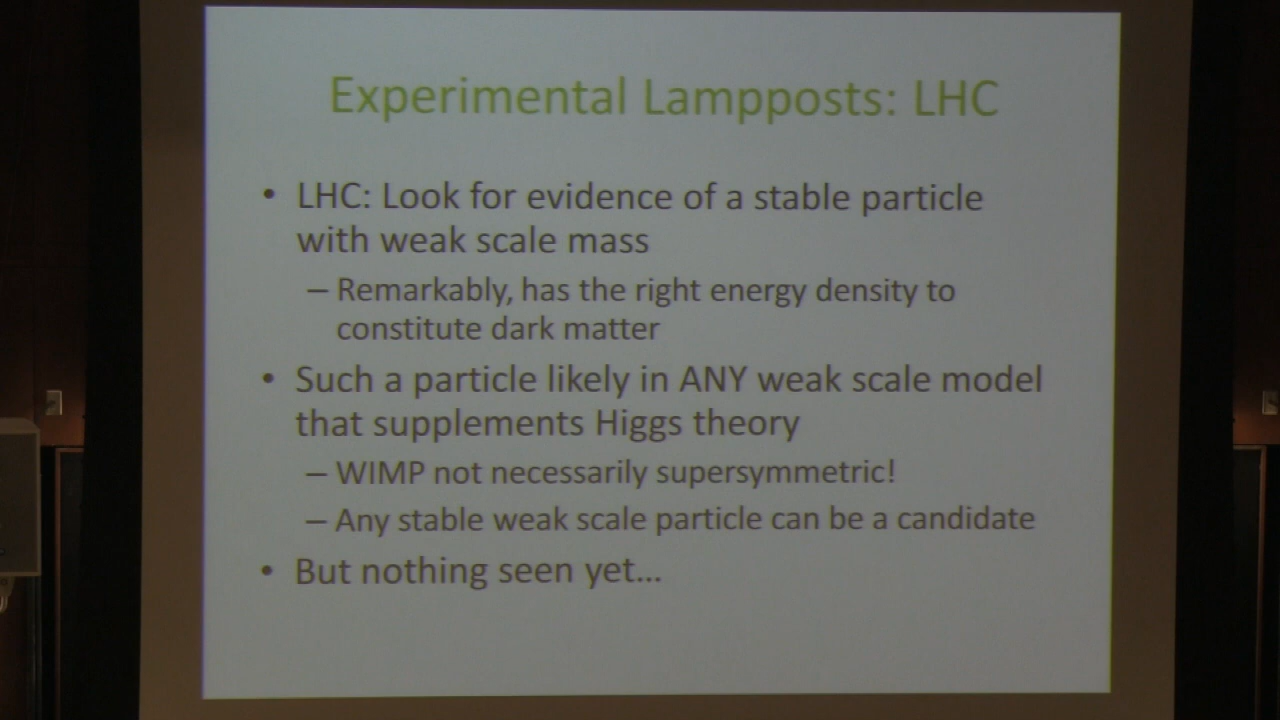 Experimental Lampposts: LHC
• LHC: Look for evidence of a stable particle
with weak scale mass
– Remarkably, has the right energy density to
constitute dark matter
• Such a particle likely in ANY weak scale model
that supplements Higgs theory
– WIMP not necessarily supersymmetric!
– Any stable weak scale particle can be a candidate
• But nothing seen yet…